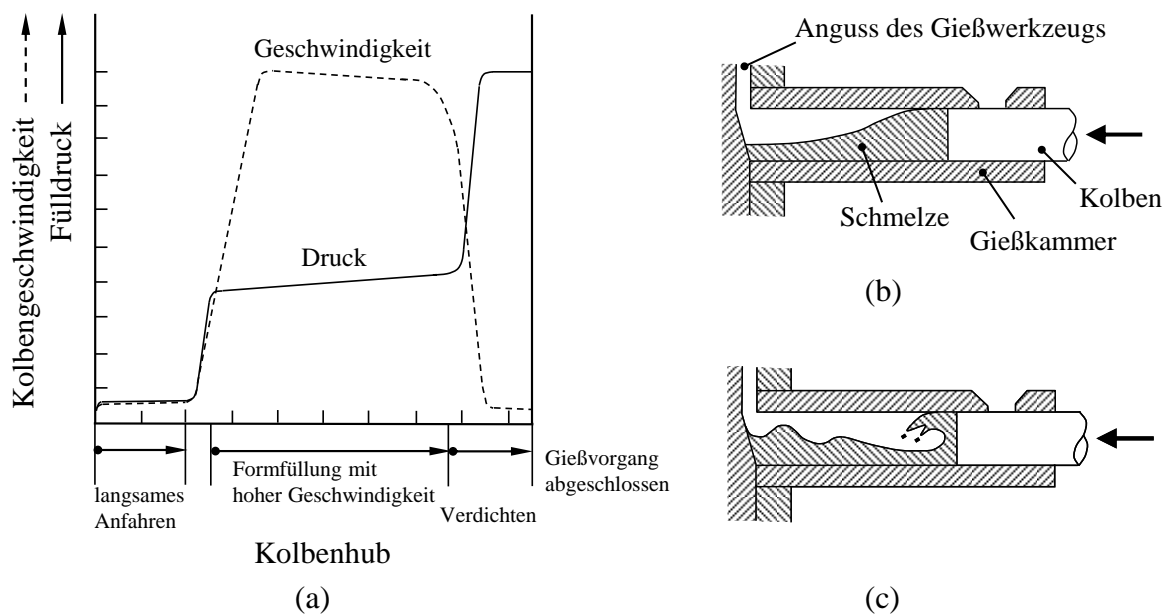 Kolbengeschwindigkeit
Fülldruck
Geschwindigkeit
Druck
langsames
Anfahren
Formfüllung mit
hoher Geschwindigkeit
Verdichten
Gießvorgang
abgeschlossen
Kolbenhub
(a)
Anguss des Gießwerkzeugs
Schmelze
Kolben
Gießkammer
(b)
(c)